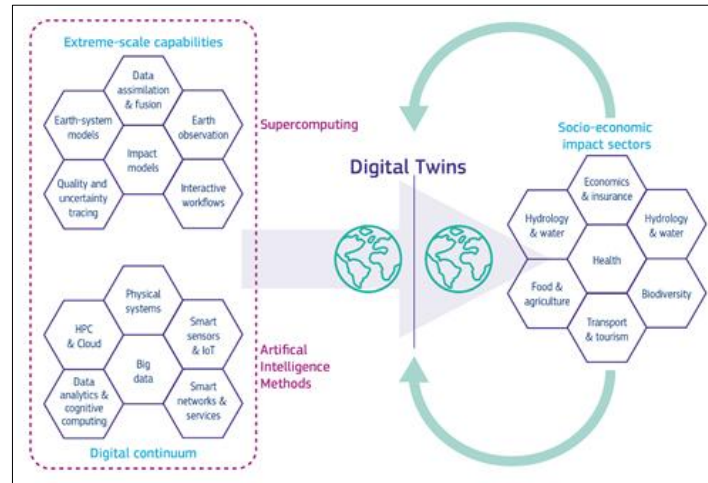 Extreme-scale capabilities
Data
assimilation
& fusion
Earth-system
models
Earth
observation
Impact
models
Quality and
uncertainty
tracing
Interactive
workflows
Supercomputing
Physical
systems
HPC
& Cloud
Smart
sensors
& IoT
Big
data
Data
analytics &
cognitive
computing
Smart
networks &
services
Artifical
Intelligence
Methods
Digital continuum
Digital Twins
Socio-economic
impact sectors
Economics
& insurance
Hydrology
& water
Hydrology
& water
Health
Food &
agriculture
Biodiversity
Transport
& tourism